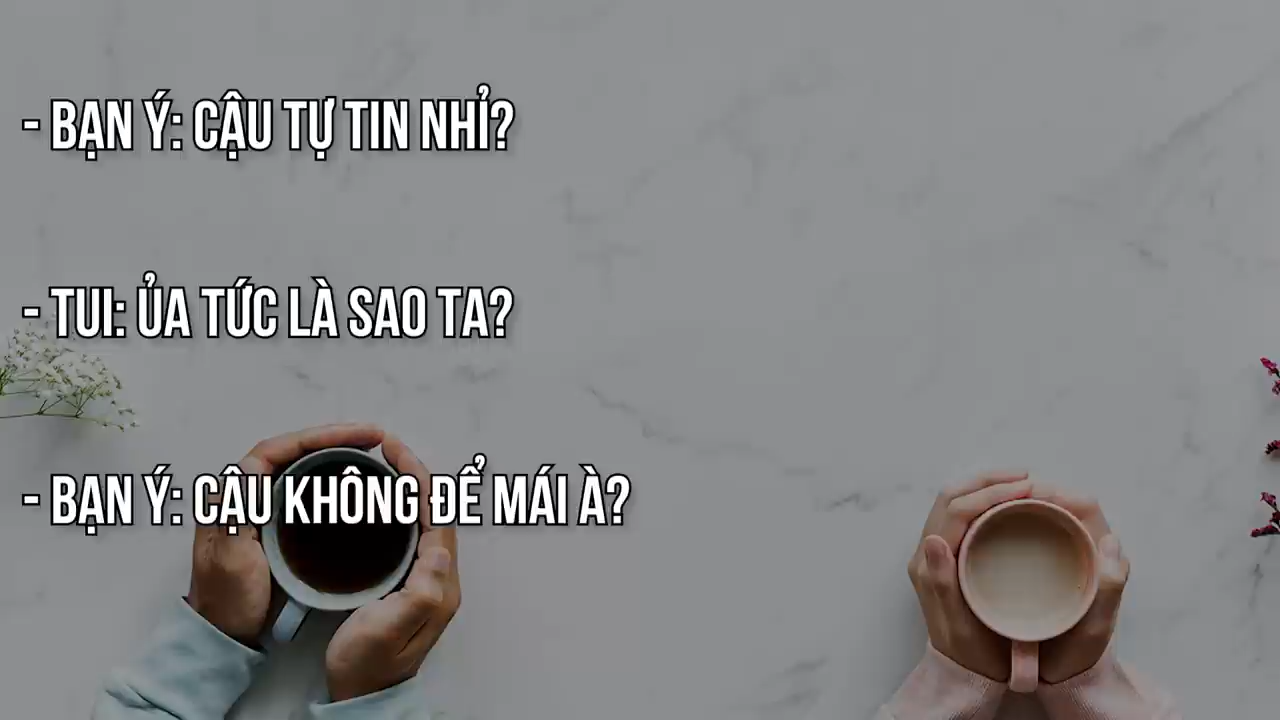 - BẠN Ý: CẬU TỰ TIN NHỈ?
- TUI: ỦA TỨC LÀ SAO TA?
- BẠN Ý: CẬU KHÔNG ĐỂ MÁI À?